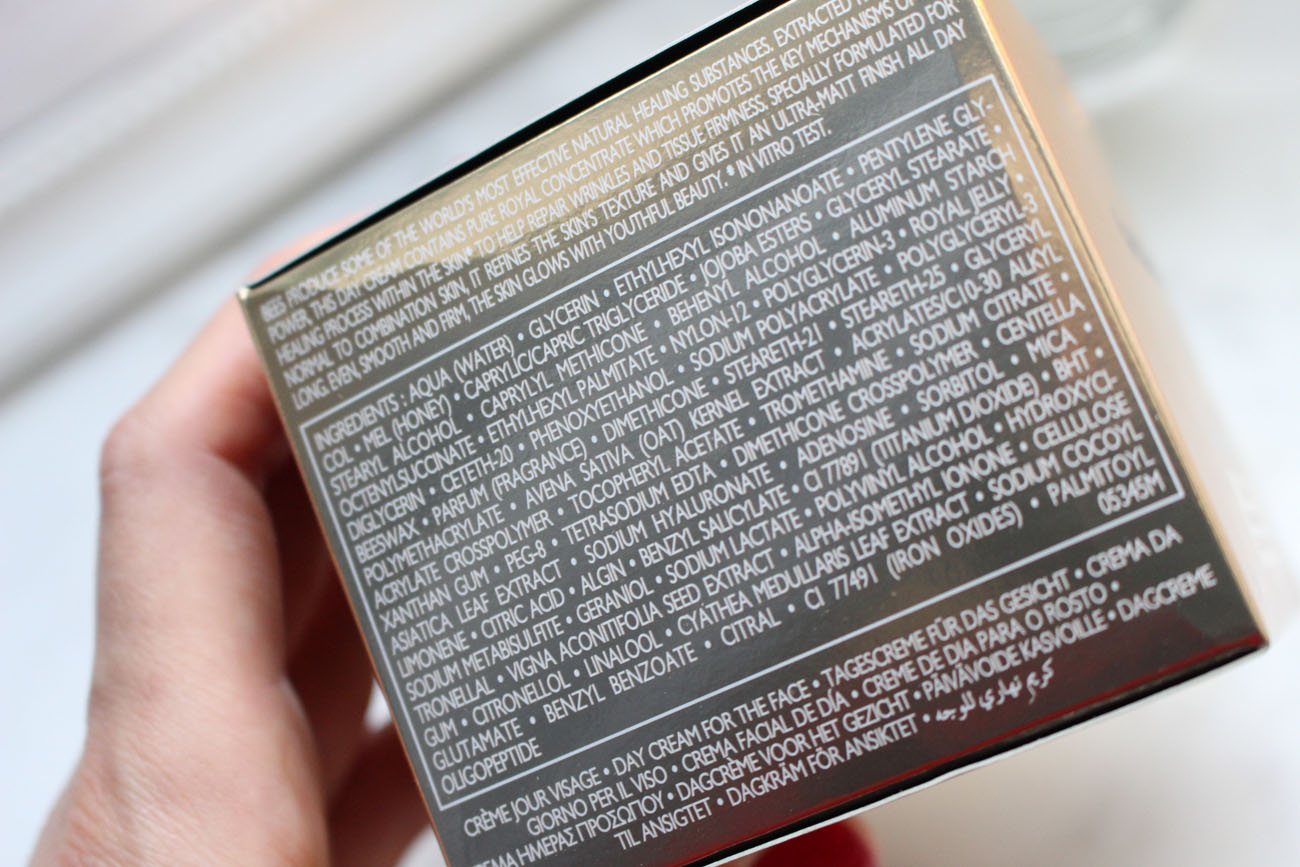 BEES PRODUCE SOME OF THE WORLD'S MOST EFFECTIVE NATURAL HEALING SUBSTANCES. EXTRACTED
POWER, THIS DAY CREAM CONTAINS PURE ROYAL CONCENTRATE WHICH PROMOTES THE KEY MECHANISMS OF
HEALING PROCESS WITHIN THE SKIN* TO HELP REPAIR WRINKLES AND TISSUE FIRMNESS. SPECIALLY FORMULATED FOR
NORMAL TO COMBINATION SKIN, IT REFINES THE SKIN'S TEXTURE AND GIVES IT AN ULTRA-MATT FINISH ALL DAY
LONG. EVEN, SMOOTH AND FIRM, THE SKIN GLOWS WITH YOUTHFUL BEAUTY. * IN VITRO TEST.
INGREDIENTS : AQUA (WATER) • GLYCERIN • ETHYLHEXYL ISONONANOATE • PENTYLENE GLY-
COL • MEL (HONEY) • CAPRYLIC/CAPRIC TRIGLYCERIDE • JOJOBA ESTERS • GLYCERYL STEARATE •
STEARYL ALCOHOL • CAPRYLYL METHICONE • BEHENYL ALCOHOL • ALUMINUM STARCH
OCTENYLSUCCINATE • ETHYLHEXYL PALMITATE • NYLON-12 • POLYGLYCERIN-3 • ROYAL JELLY •
DIGLYCERIN • CETETH-20 • PHENOXYETHANOL • SODIUM POLYACRYLATE • POLYGLYCERYL-3
BEESWAX • PARFUM (FRAGRANCE) • DIMETHICONE • STEARETH-21 • STEARETH-25 • GLYCERYL
POLYMETHACRYLATE • AVENA SATIVA (OAT) KERNEL EXTRACT • ACRYLATES/C10-30 ALKYL
ACRYLATE CROSSPOLYMER • TOCOPHERYL ACETATE • TROMETHAMINE • SODIUM CITRATE •
XANTHAN GUM • PEG-8 • TETRASODIUM EDTA • DIMETHICONE CROSSPOLYMER • CENTELLA
ASIATICA LEAF EXTRACT • SODIUM HYALURONATE • ADENOSINE • SORBITOL • MICA •
LIMONENE • CITRIC ACID • ALGIN • BENZYL SALICYLATE • CI 77891 (TITANIUM DIOXIDE) • BHT •
SODIUM METABISULFITE • GERANIOL • SODIUM LACTATE • POLYVINYL ALCOHOL • HYDROXYCI-
TRONELLAL • VIGNA ACONITIFOLIA SEED EXTRACT • ALPHA-ISOMETHYL IONONE • CELLULOSE
GUM • CITRONELLOL • LINALOOL • CYATHEA MEDULLARIS LEAF EXTRACT • SODIUM COCOYL
GLUTAMATE • BENZYL BENZOATE • CITRAL • CI 77491 (IRON OXIDES) • PALMITOYL
OLIGOPEPTIDE 05345M
CRÈME JOUR VISAGE • DAY CREAM FOR THE FACE • TAGESCREME FÜR DAS GESICHT • CREMA DA
GIORNO PER IL VISO • CREMA FACIAL DE DÍA • CREME DE DIA PARA O ROSTO •
ΗΜΕΡΑΣ ΠΡΟΣΩΠΟΥ • DAGCRÈME VOOR HET GEZICHT • PÄIVÄVOIDE KASVOILLE • DAGCREME
TIL ANSIGTET • DAGKRÄM FÖR ANSIKTET • كريم نهاري للوجه